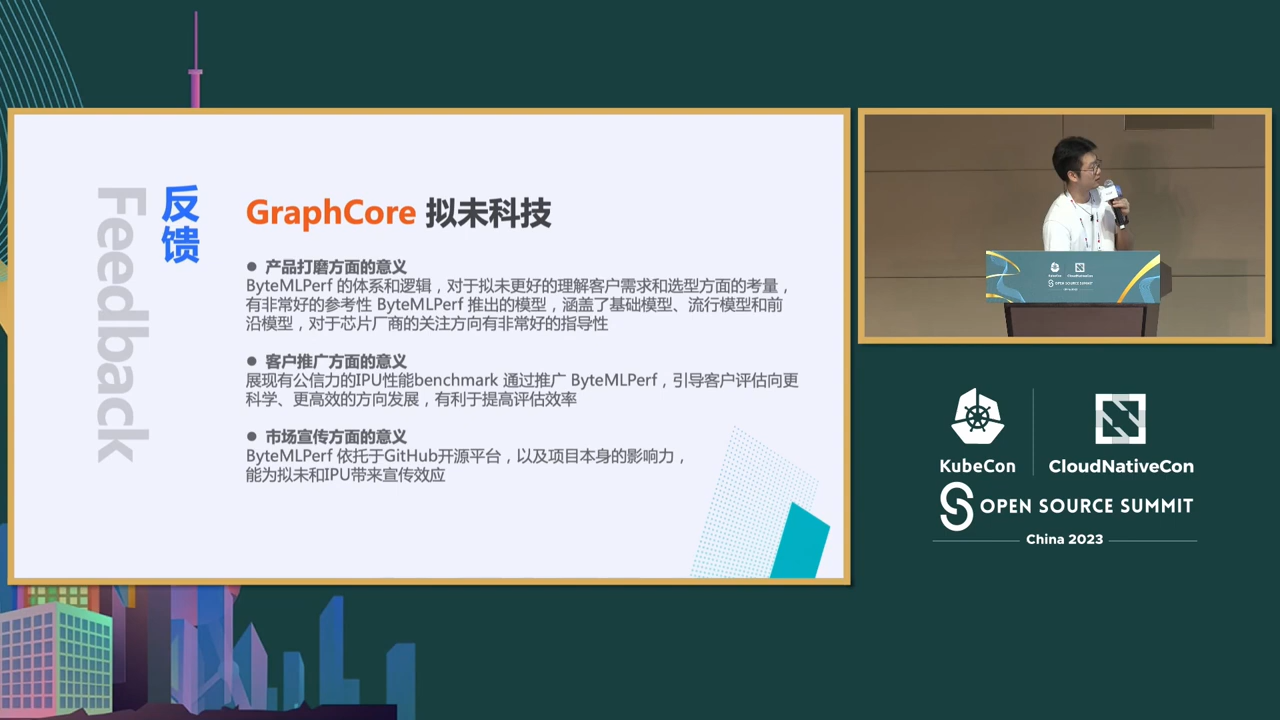 Feedback
反馈
GraphCore 拟未科技
● 产品打磨方面的意义
ByteMLPerf 的体系和逻辑，对于拟未更好的理解客户需求和选型方面的考量，
有非常好的参考性 ByteMLPerf 推出的模型，涵盖了基础模型、流行模型和前
沿模型，对于芯片厂商的关注方向有非常好的指导性
● 客户推广方面的意义
展现有公信力的IPU性能benchmark 通过推广 ByteMLPerf，引导客户评估向更
科学、更高效的方向发展，有利于提高评估效率
● 市场宣传方面的意义
ByteMLPerf 依托于GitHub开源平台，以及项目本身的影响力，
能为拟未和IPU带来宣传效应
KubeCon
CloudNativeCon
OPEN SOURCE SUMMIT
China 2023